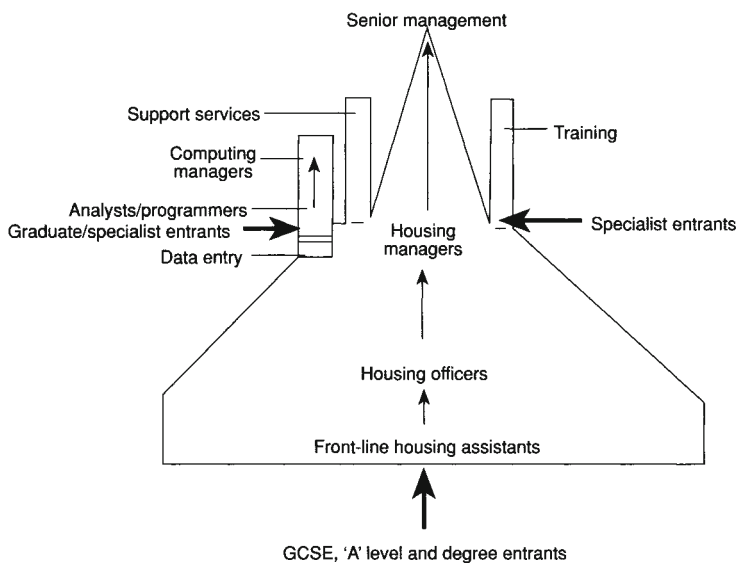 Senior management
Support services
Training
Computing
managers
Analysts/programmers
Graduate/specialist entrants
Specialist entrants
Housing
managers
Data entry
Housing officers
Front-line housing assistants
GCSE, ‘A’ level and degree entrants